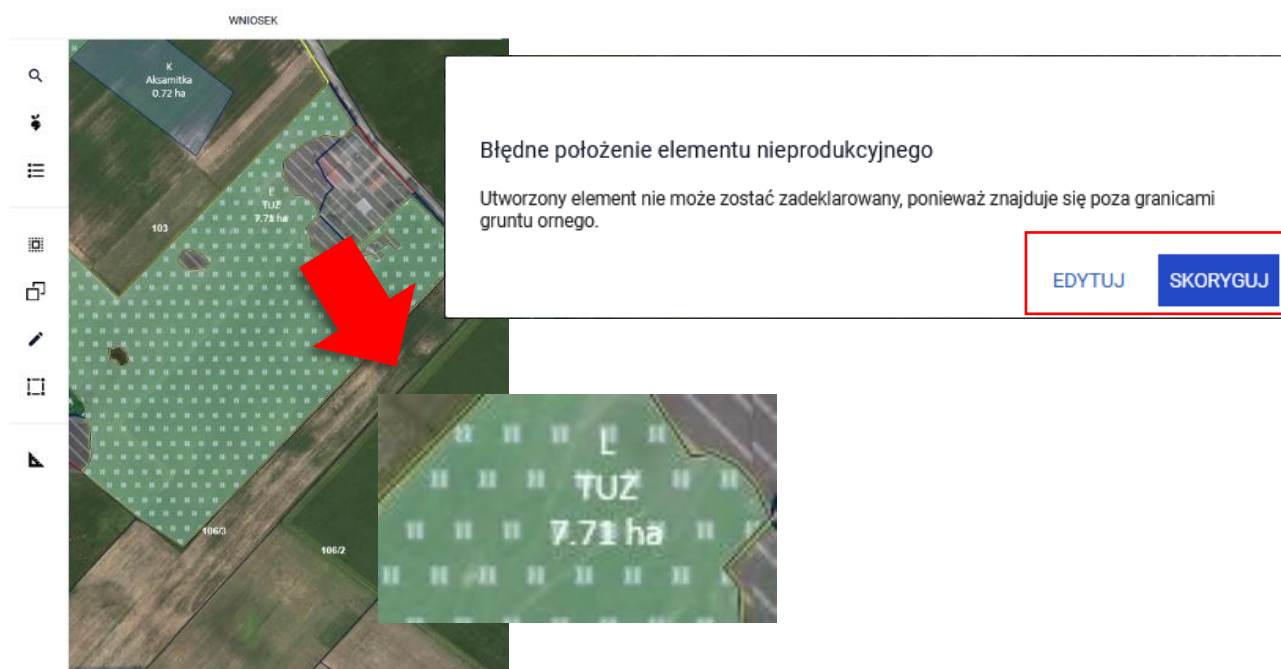 WNIOSEK
K
Aksamitka
0.72 ha
L
TUZ
7.71 ha
103
106/3
106/2
Błędne położenie elementu nieprodukcyjnego
Utworzony element nie może zostać zadeklarowany, ponieważ znajduje się poza granicami
gruntu ornego.
EDYTUJ SKORYGUJ
L
TUZ
7.71 ha